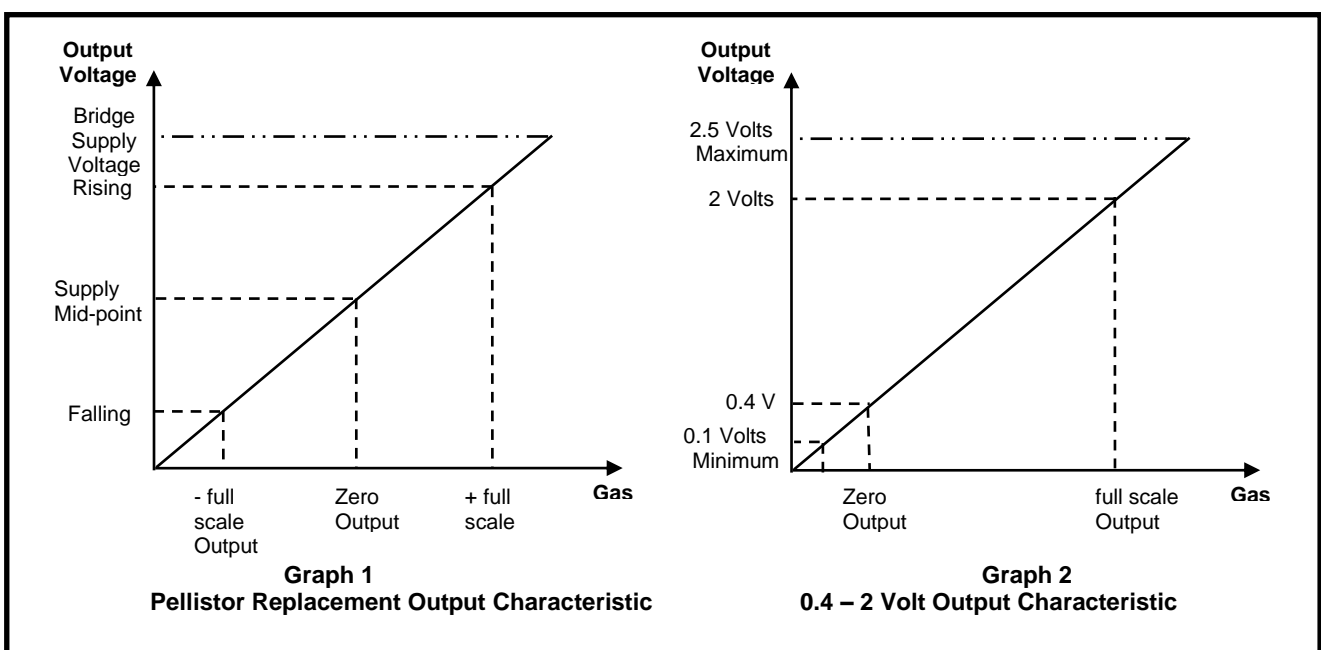 Output
Voltage
Bridge
Supply
Voltage
Rising
Supply
Mid-point
Falling
- full
scale
Output
Zero
Output
+ full
scale
Gas
Graph 1
Pellistor Replacement Output Characteristic
Output
Voltage
2.5 Volts
Maximum
2 Volts
0.4 V
0.1 Volts
Minimum
Zero
Output
full scale
Output
Gas
Graph 2
0.4 – 2 Volt Output Characteristic